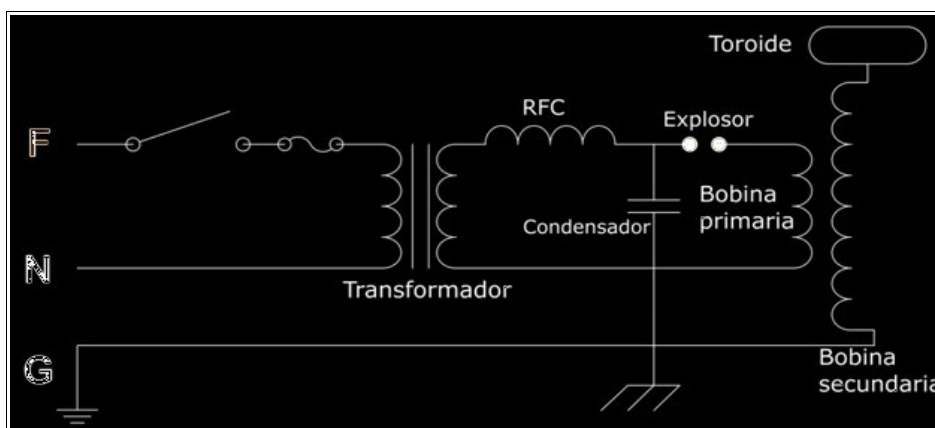 Toroide
RFC
F
Explosor
Bobina
primaria
Condensador
N
Transformador
G
Bobina
secundaria